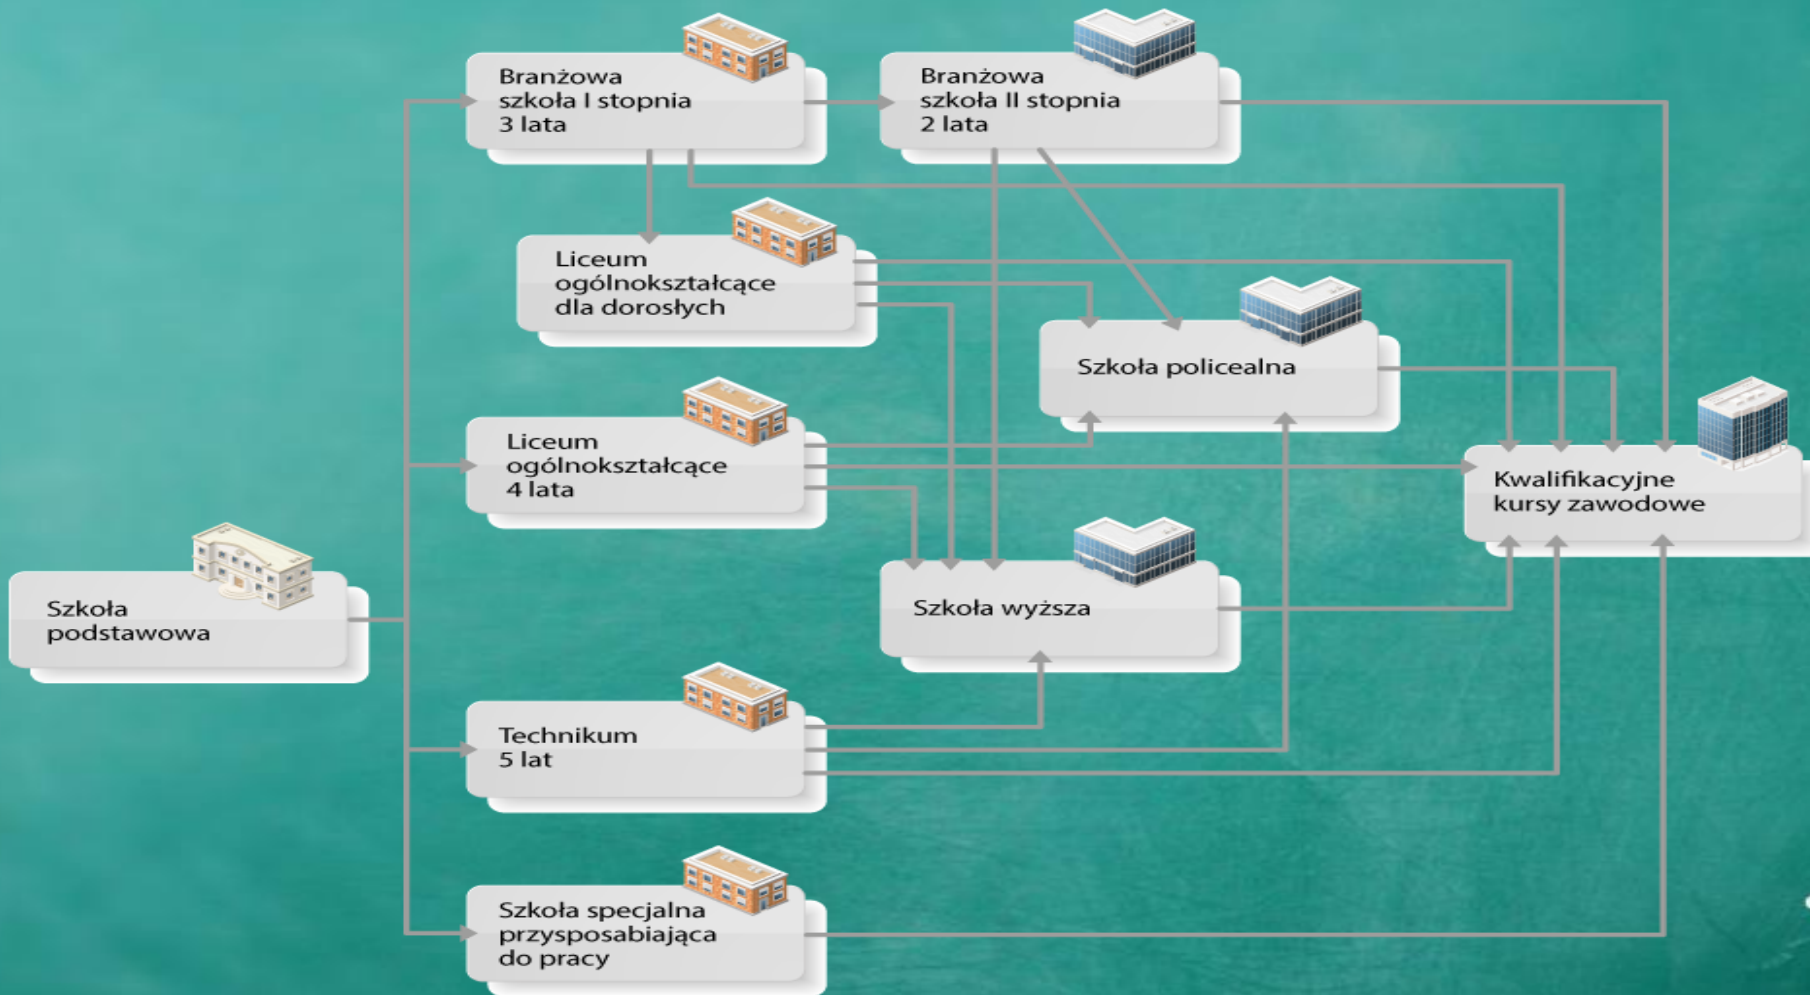 Branżowa
szkoła I stopnia
3 lata
Branżowa
szkoła II stopnia
2 lata
Liceum
ogólnokształcące
dla dorosłych
Szkoła policealna
Liceum
ogólnokształcące
4 lata
Kwalifikacyjne
kursy zawodowe
Szkoła
podstawowa
Szkoła wyższa
Technikum
5 lat
Szkoła specjalna
przysposabiająca
do pracy